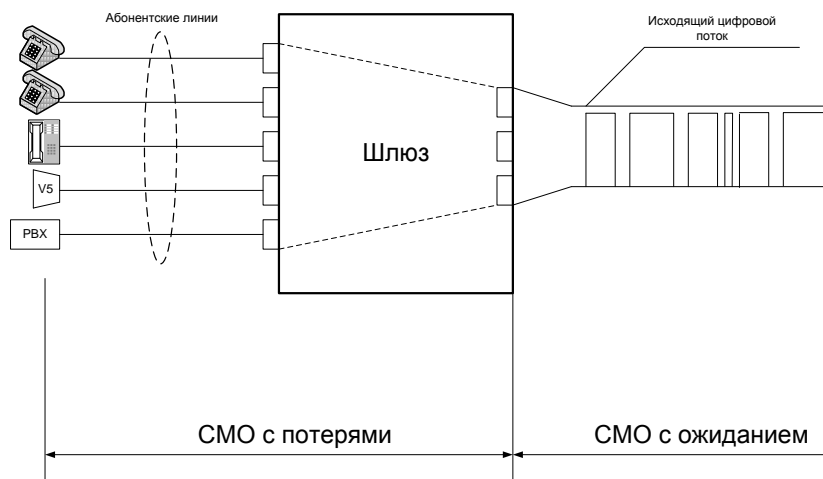 Абонентские линии
Исходящий цифровой
поток
Шлюз
V5
PBX
СМО с потерями
СМО с ожиданием